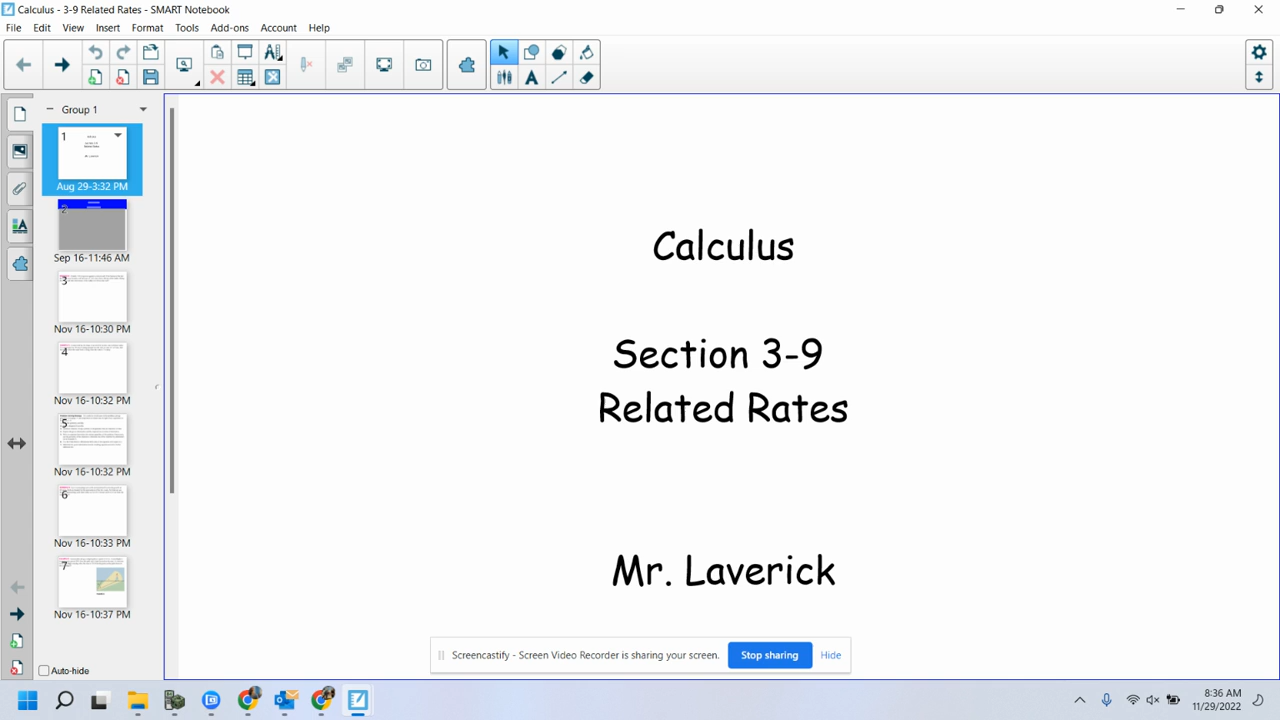 Calculus - 3-9 Related Rates - SMART Notebook
File Edit View Insert Format Tools Add-ons Account Help
Group 1
1
Aug 29-3:32 PM
2
Sep 16-11:46 AM
3
Nov 16-10:30 PM
4
Nov 16-10:32 PM
5
Nov 16-10:32 PM
6
Nov 16-10:33 PM
7
Nov 16-10:37 PM
Auto-hide
Calculus
Section 3-9
Related Rates
Mr. Laverick
Screencastify - Screen Video Recorder is sharing your screen. Stop sharing Hide
8:36 AM
11/29/2022